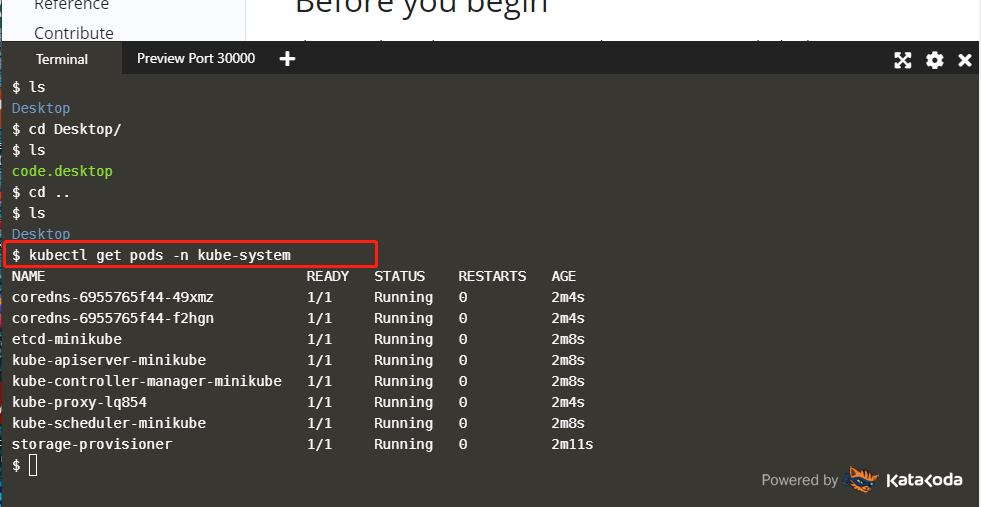 Reference
Before you begin
Contribute
Terminal Preview Port 30000 +
$ ls
Desktop
$ cd Desktop/
$ ls
code.desktop
$ cd ..
$ ls
Desktop
$ kubectl get pods -n kube-system
NAME READY STATUS RESTARTS AGE
coredns-6955765f44-49xmz 1/1 Running 0 2m4s
coredns-6955765f44-f2hgn 1/1 Running 0 2m4s
etcd-minikube 1/1 Running 0 2m8s
kube-apiserver-minikube 1/1 Running 0 2m8s
kube-controller-manager-minikube 1/1 Running 0 2m8s
kube-proxy-lq854 1/1 Running 0 2m4s
kube-scheduler-minikube 1/1 Running 0 2m8s
storage-provisioner 1/1 Running 0 2m11s
$
Powered by Katakoda